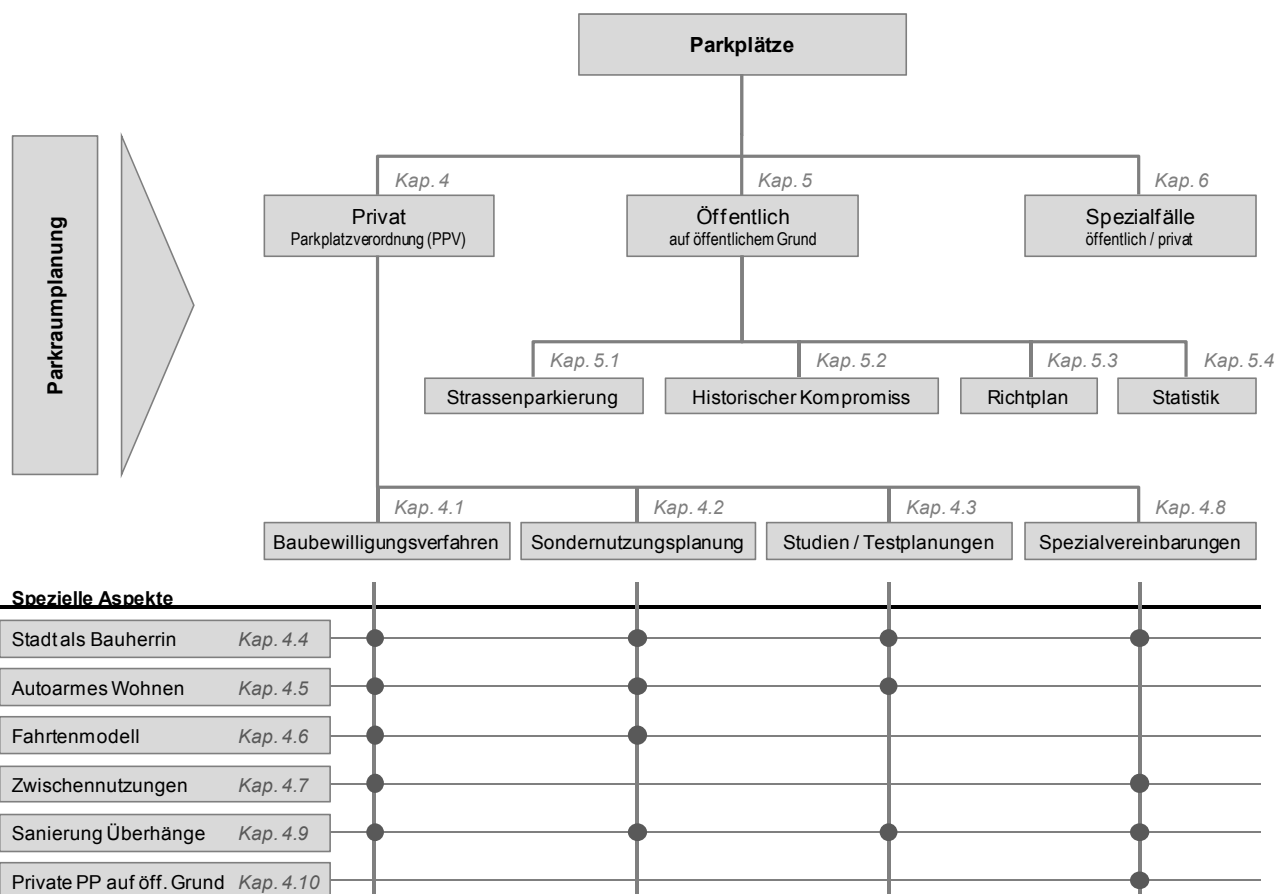 Parkplätze
Parkraumplanung
Kap. 4
Kap. 5
Kap. 6
Privat
Parkplatzverordnung (PPV)
Öffentlich
auf öffentlichem Grund
Spezialfälle
öffentlich / privat
Kap. 5.1
Kap. 5.2
Kap. 5.3
Kap. 5.4
Strassenparkierung
Historischer Kompromiss
Richtplan
Statistik
Kap. 4.1
Kap. 4.2
Kap. 4.3
Kap. 4.8
Baubewilligungsverfahren
Sondernutzungsplanung
Studien / Testplanungen
Spezialvereinbarungen
Spezielle Aspekte
Stadt als Bauherrin Kap. 4.4
Autoarmes Wohnen Kap. 4.5
Fahrtenmodell Kap. 4.6
Zwischennutzungen Kap. 4.7
Sanierung Überhänge Kap. 4.9
Private PP auf öff. Grund Kap. 4.10